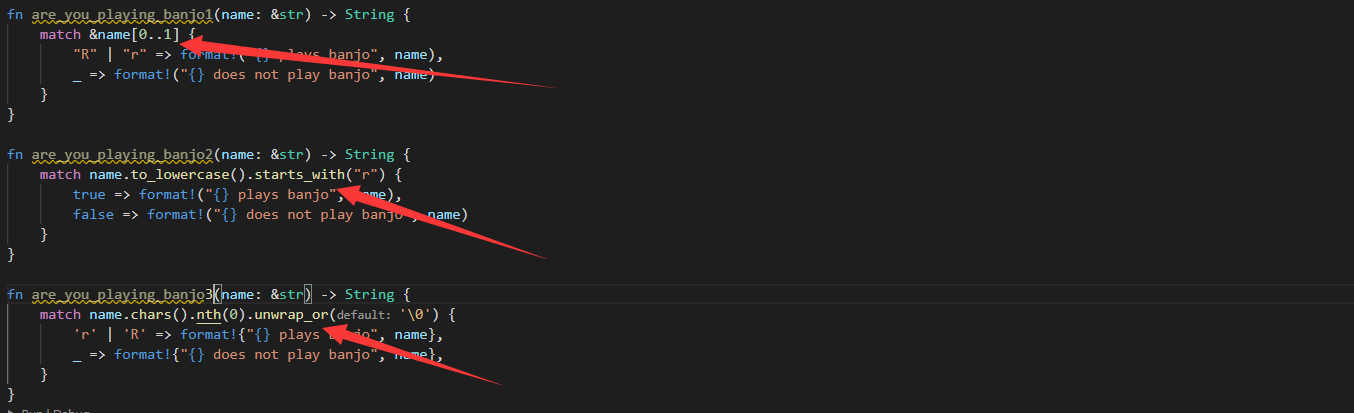 fn are_you_playing_banjo1(name: &str) -> String {
match &name[0..1] {
"R" | "r" => format!("{} plays banjo", name),
_ => format!("{} does not play banjo", name)
}
}
fn are_you_playing_banjo2(name: &str) -> String {
match name.to_lowercase().starts_with("r") {
true => format!("{} plays banjo", name),
false => format!("{} does not play banjo", name)
}
}
fn are_you_playing_banjo3(name: &str) -> String {
match name.chars().nth(0).unwrap_or(default: '\0') {
'r' | 'R' => format!{"{} plays banjo", name},
_ => format!{"{} does not play banjo", name},
}
}
Run | Debug